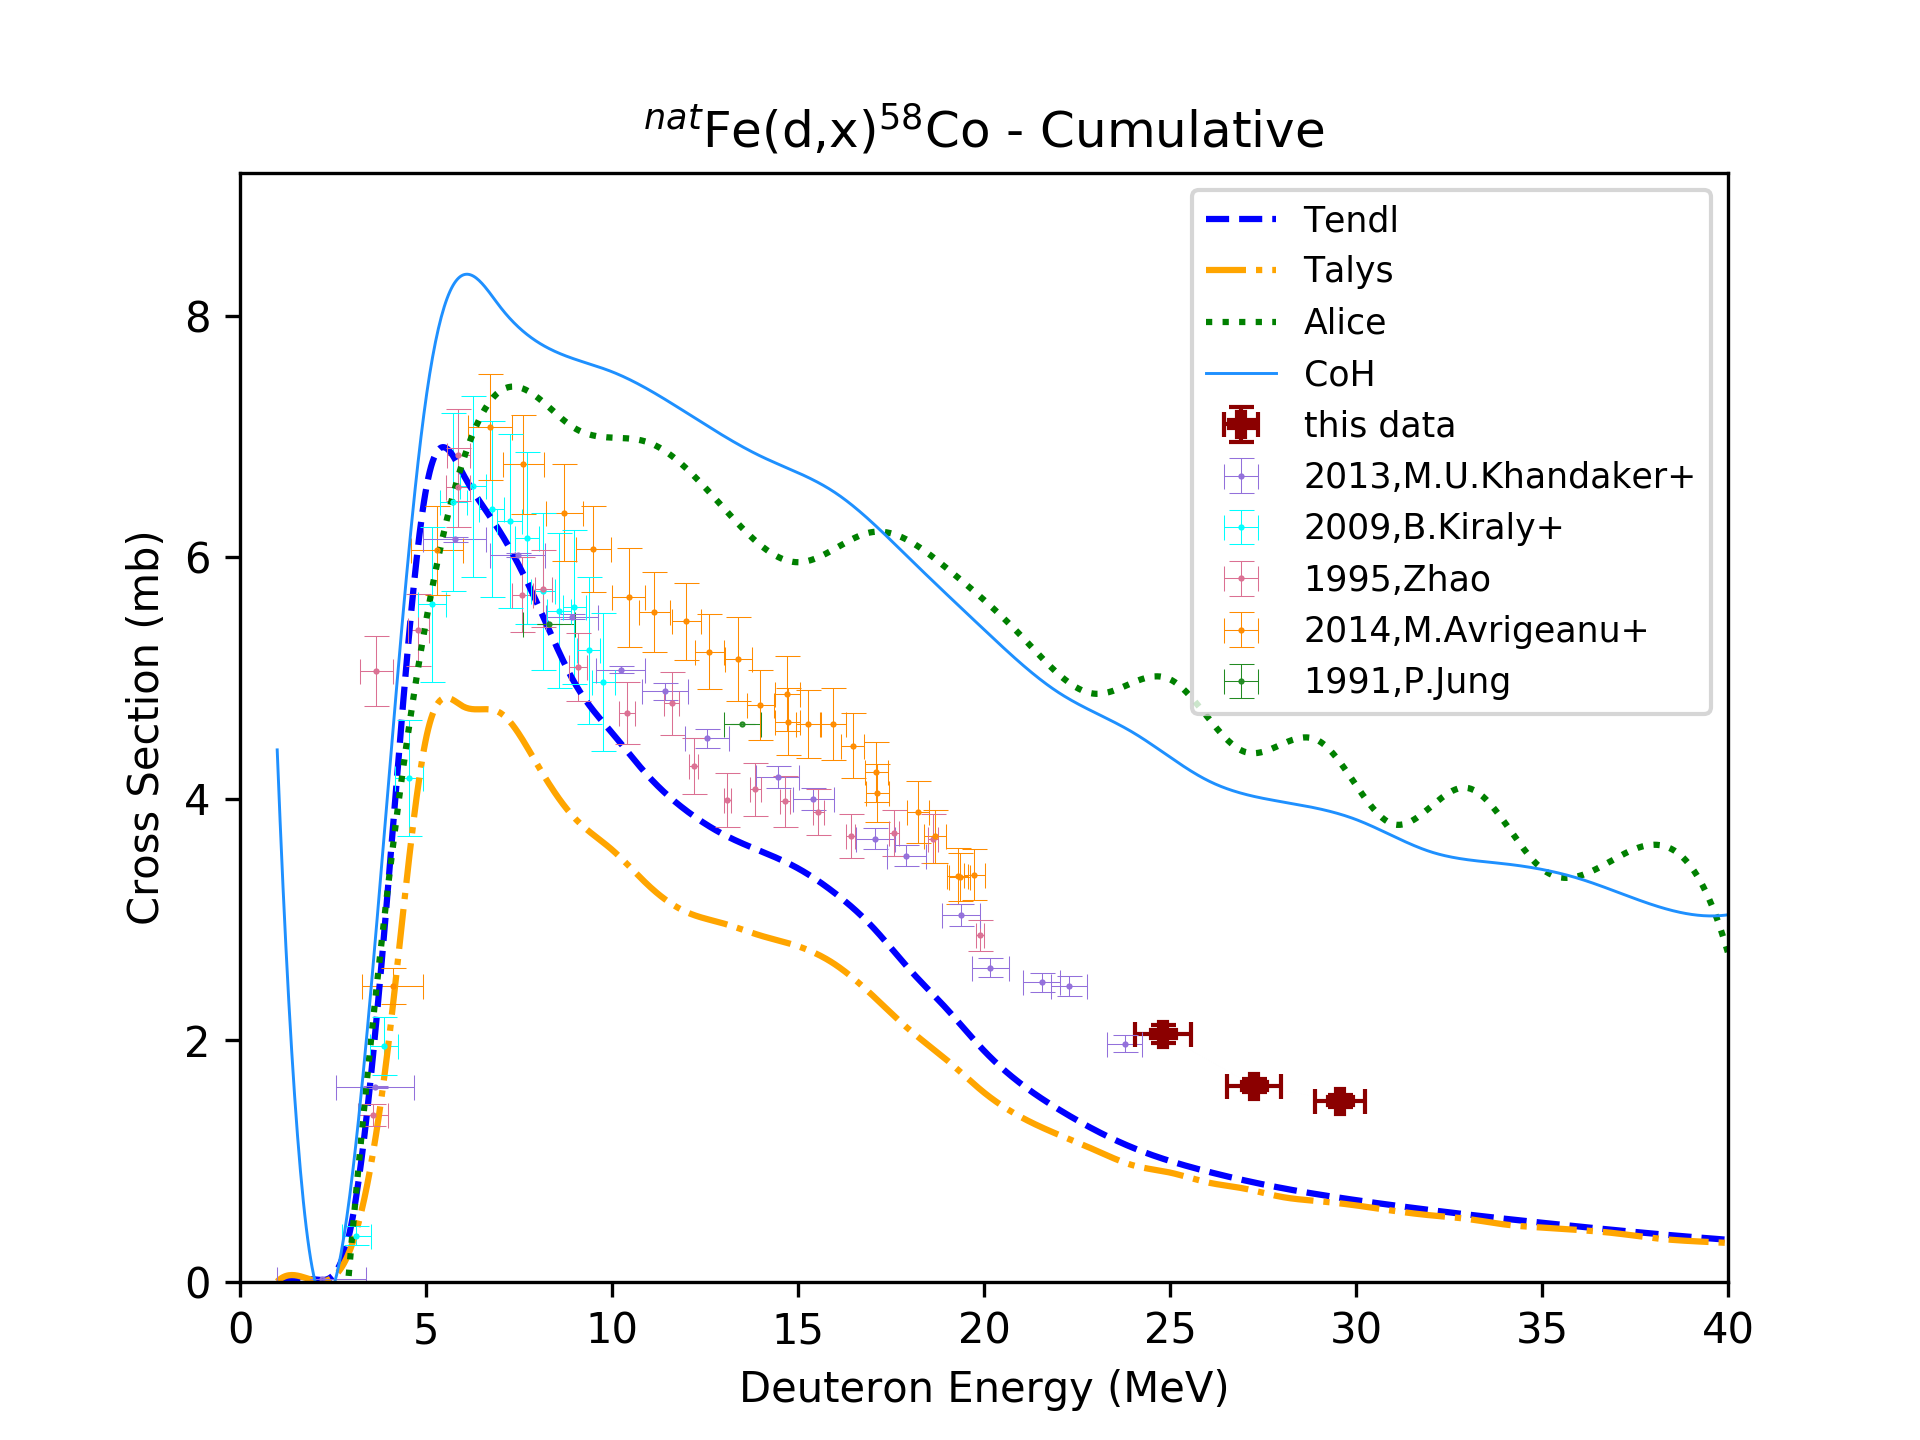 natFe(d,x)58Co - Cumulative
Tendl
Talys
Alice
CoH
this data
2013,M.U.Khandaker+
2009,B.Kiraly+
1995,Zhao
2014,M.Avrigeanu+
1991,P.Jung
Cross Section (mb)
8
6
4
2
0
0 5 10 15 20 25 30 35 40
Deuteron Energy (MeV)